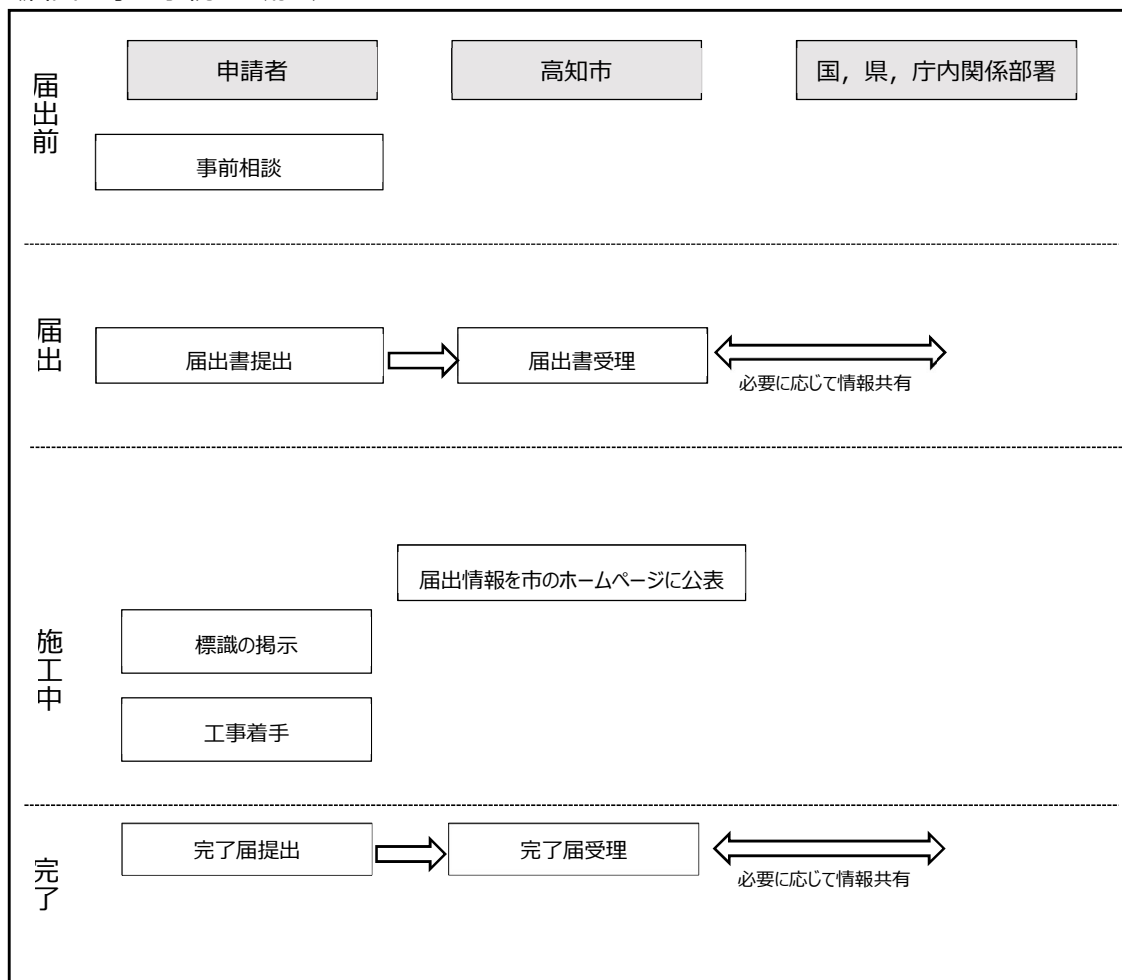 届出前
申請者
高知市
国，県，庁内関係部署
事前相談
届出
届出書提出
届出書受理
必要に応じて情報共有
施工中
届出情報を市のホームページに公表
標識の掲示
工事着手
完了
完了届提出
完了届受理
必要に応じて情報共有